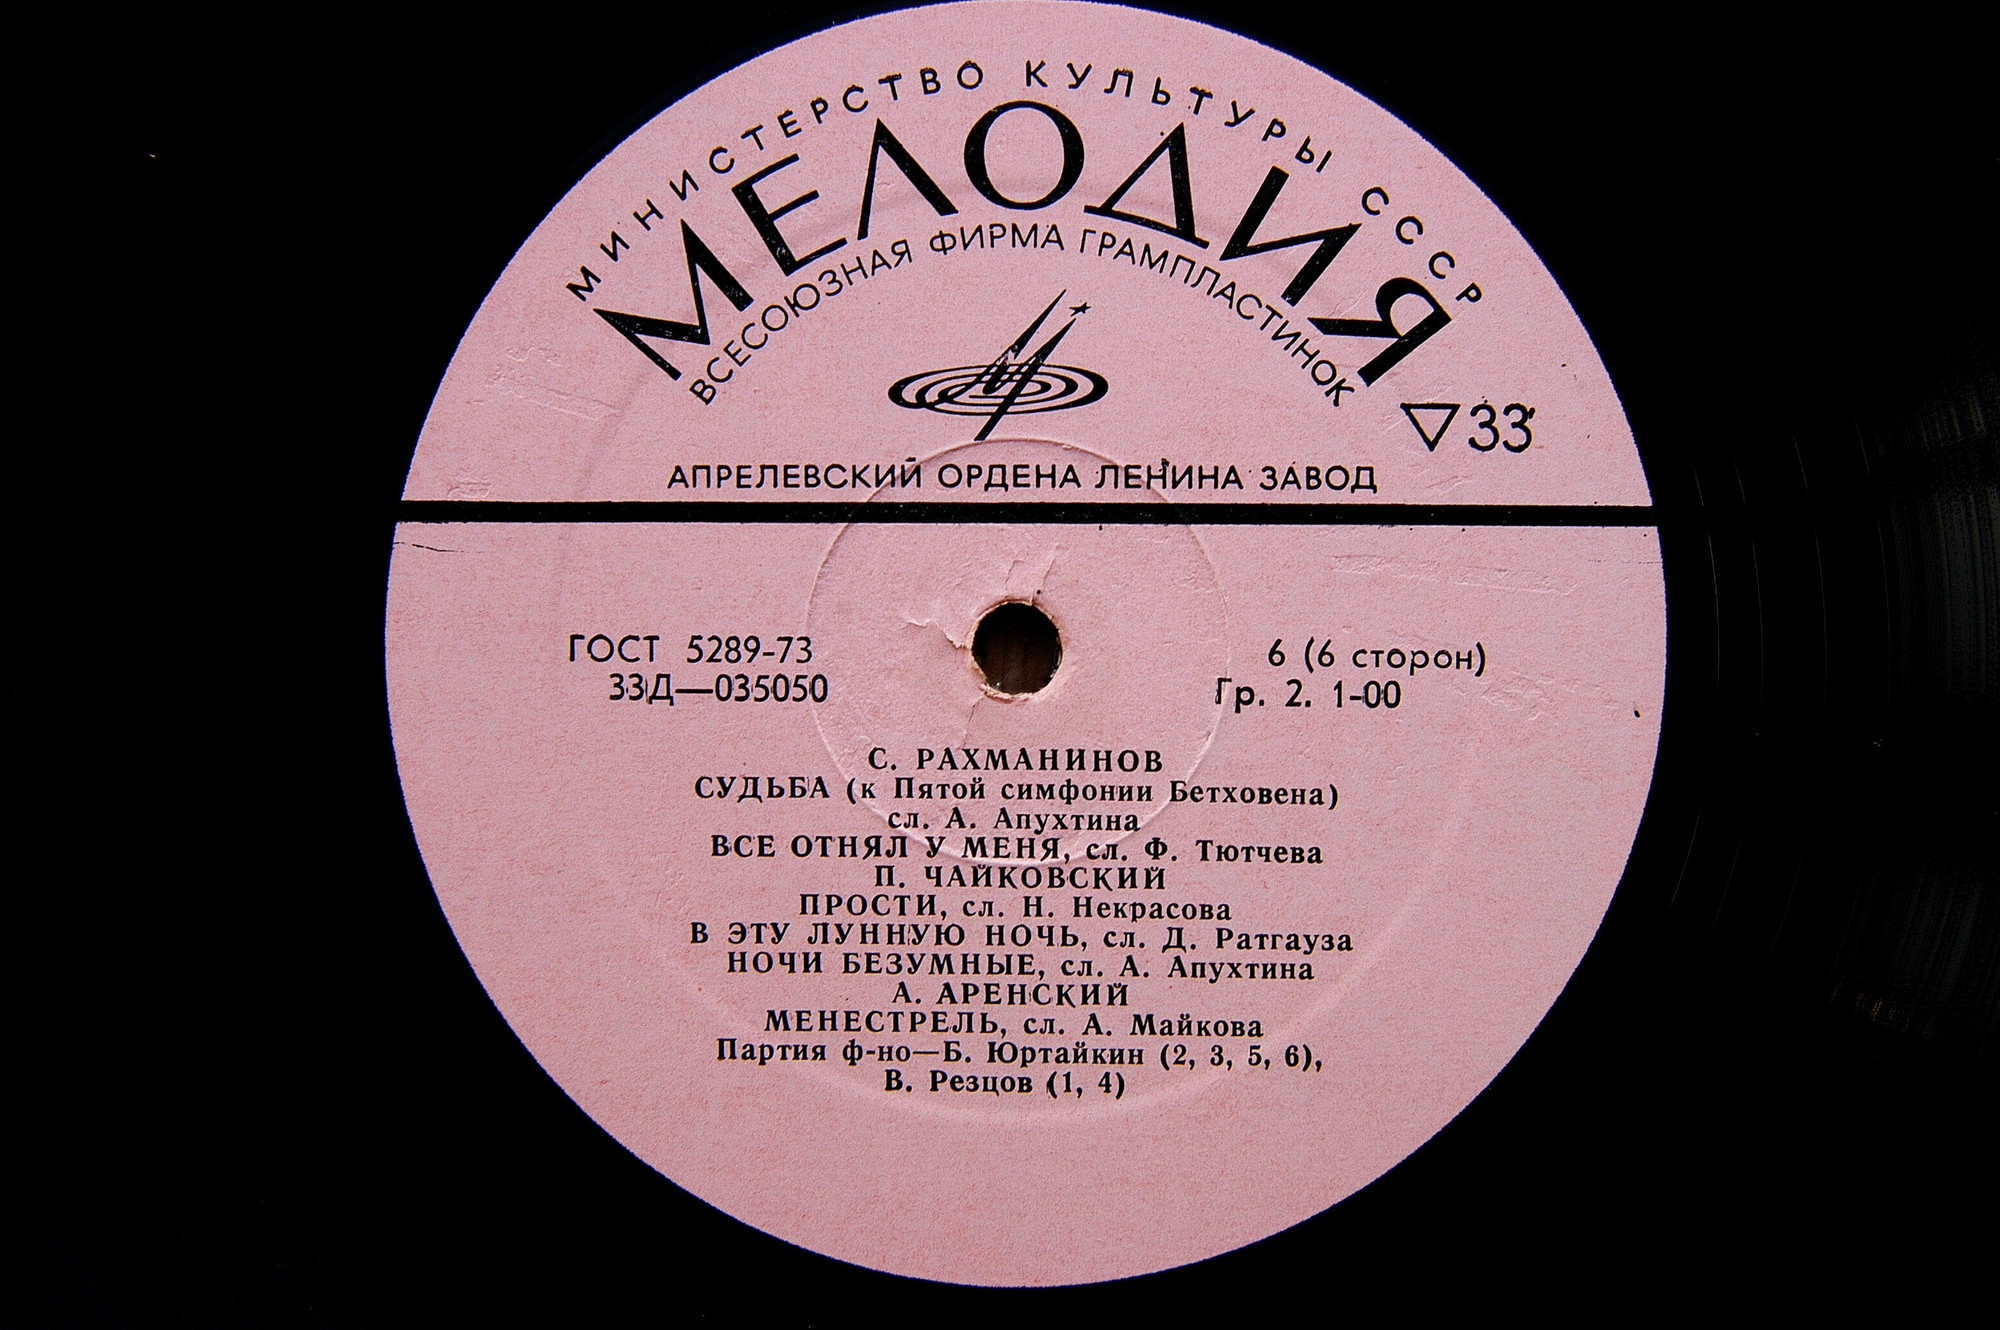 МИНИСТЕРСТВО КУЛЬТУРЫ СССР
МЕЛОДИЯ
ВСЕСОЮЗНАЯ ФИРМА ГРАМПЛАСТИНОК
33
АПРЕЛЕВСКИЙ ОРДЕНА ЛЕНИНА ЗАВОД
ГОСТ 5289-73
33Д—035050
6 (6 сторон)
Гр. 2. 1-00
С. РАХМАНИНОВ
СУДЬБА (к Пятой симфонии Бетховена)
сл. А. Апухтина
ВСЕ ОТНЯЛ У МЕНЯ, сл. Ф. Тютчева
П. ЧАЙКОВСКИЙ
ПРОСТИ, сл. Н. Некрасова
В ЭТУ ЛУННУЮ НОЧЬ, сл. Д. Ратгауза
НОЧИ БЕЗУМНЫЕ, сл. А. Апухтина
А. АРЕНСКИЙ
МЕНЕСТРЕЛЬ, сл. А. Майкова
Партия ф-но—Б. Юртайкин (2, 3, 5, 6),
В. Резцов (1, 4)